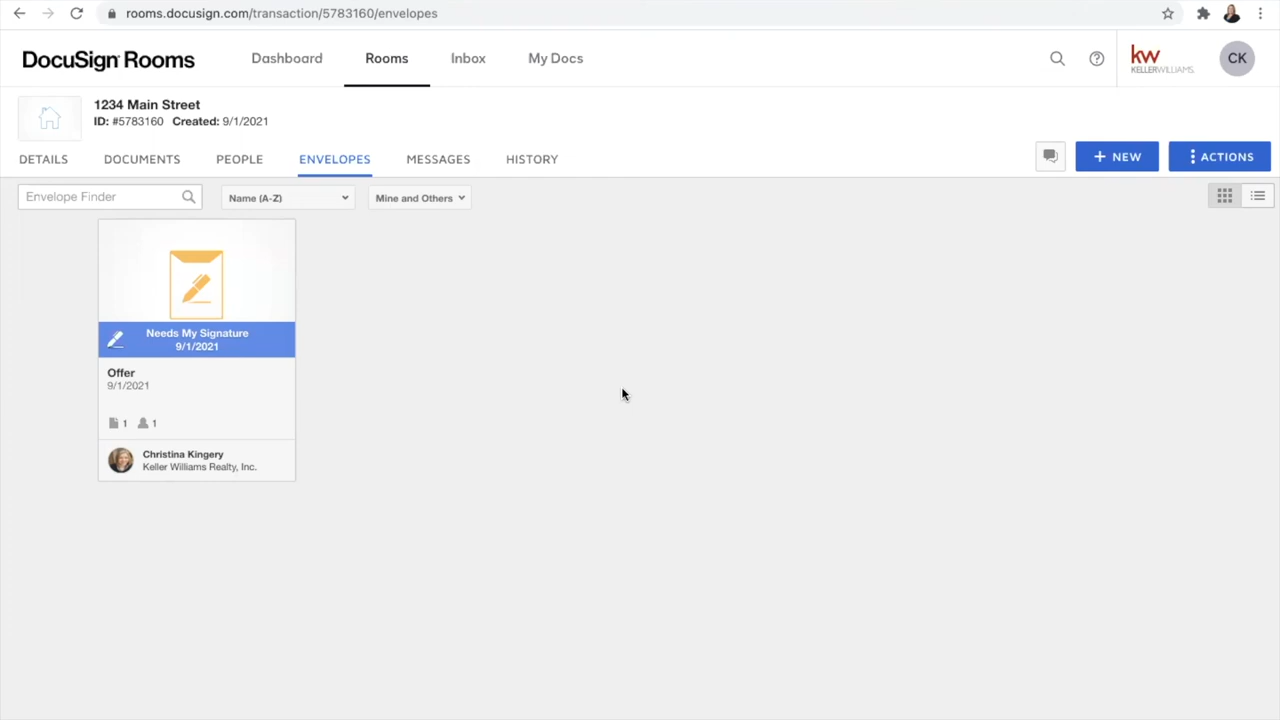 rooms.docusign.com/transaction/5783160/envelopes
DocuSign Rooms
Dashboard
Rooms
Inbox
My Docs
kw
KELLERWILLIAMS.
CK
1234 Main Street
ID: #5783160 Created: 9/1/2021
DETAILS
DOCUMENTS
PEOPLE
ENVELOPES
MESSAGES
HISTORY
+ NEW
ACTIONS
Envelope Finder
Name (A-Z)
Mine and Others
Needs My Signature
9/1/2021
Offer
9/1/2021
1 1
Christina Kingery
Keller Williams Realty, Inc.